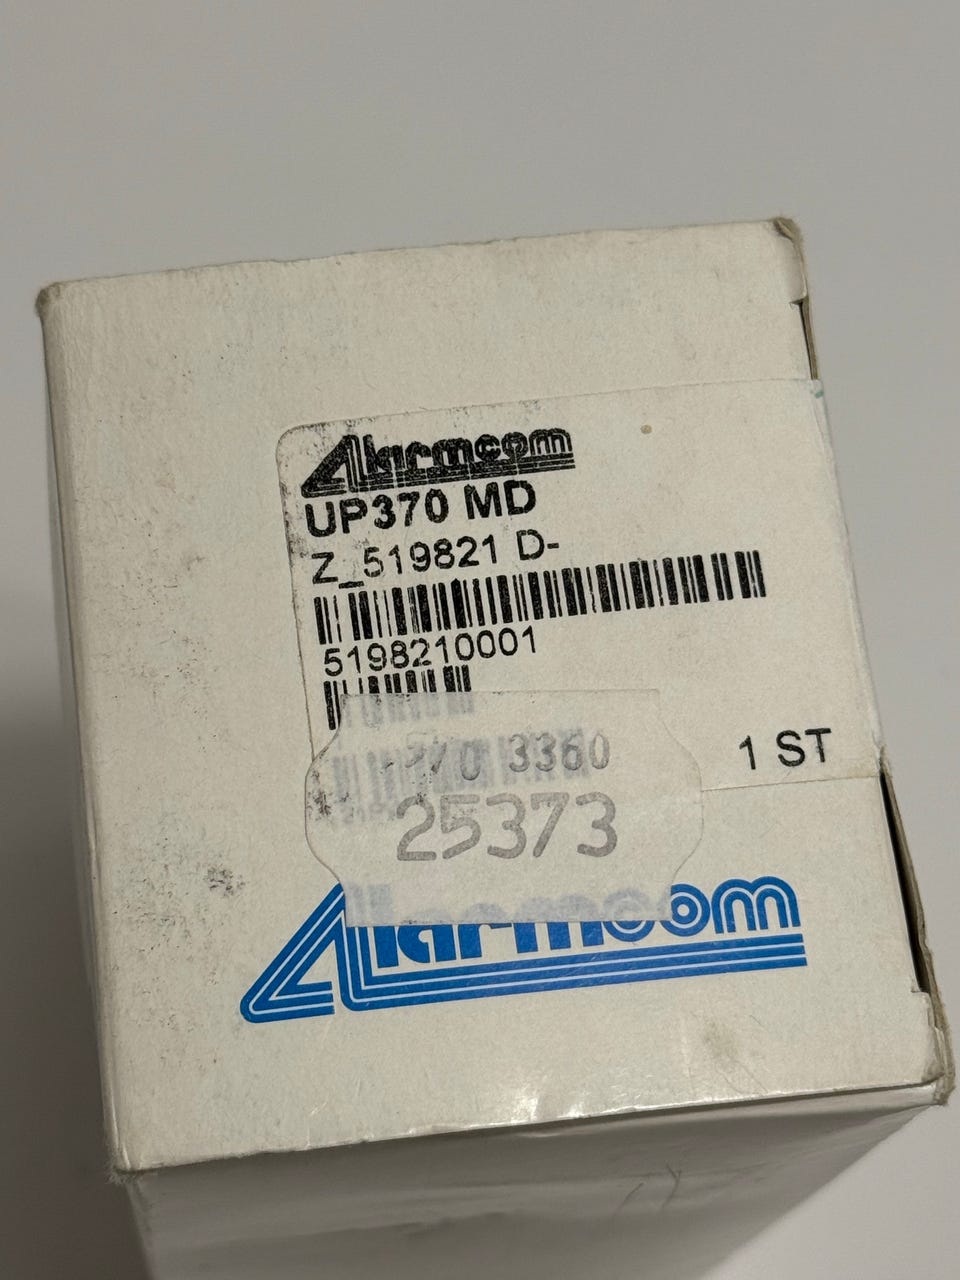 Alarmcom
UP370 MD
Z_519821 D-
5198210001
3360
1 ST
25373
Alarmcom